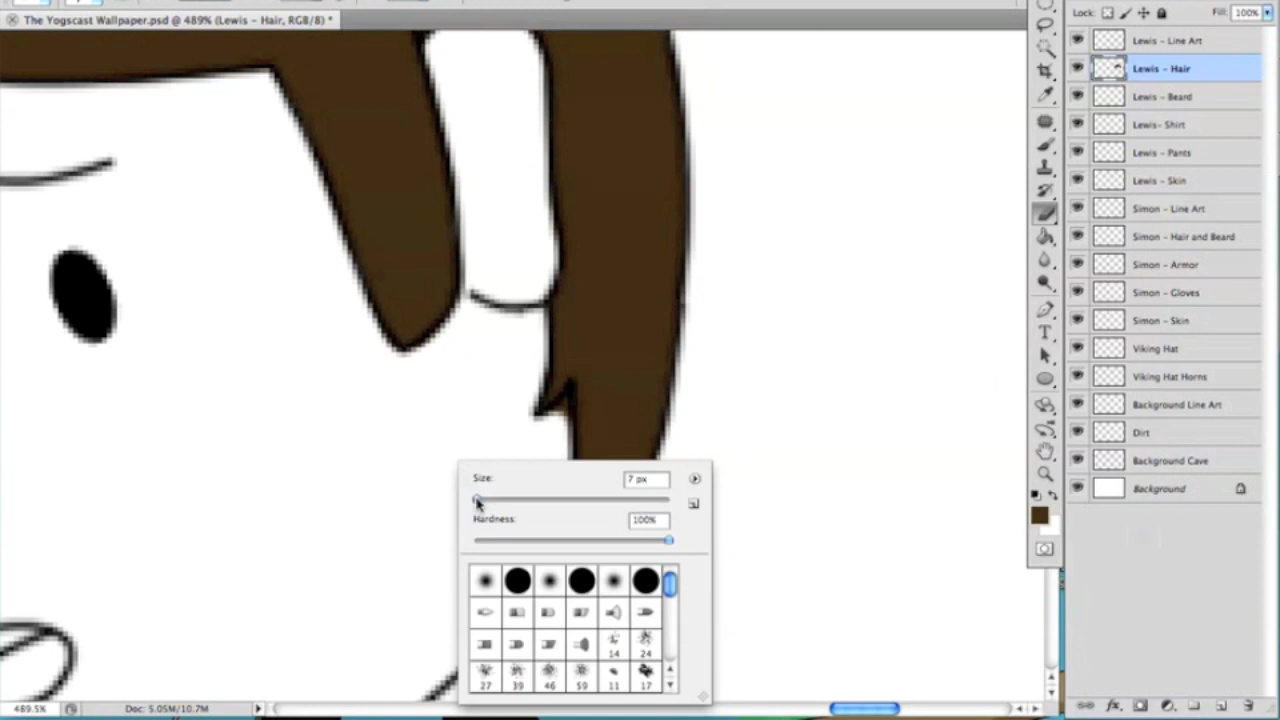 The Yogscast Wallpaper.psd @ 489% (Lewis - Hair, RGB/8) *
Lock:
Fill: 100%
Lewis - Line Art
Lewis - Hair
Lewis - Beard
Lewis- Shirt
Lewis - Pants
Lewis - Skin
Simon - Line Art
Simon - Hair and Beard
Simon - Armor
Simon - Gloves
Simon - Skin
Viking Hat
Viking Hat Horns
Background Line Art
Dirt
Background Cave
Background
Size: 7 px
Hardness: 100%
14 24
27 39 46 59 11 17
489.5% Doc: 5.05M/10.7M